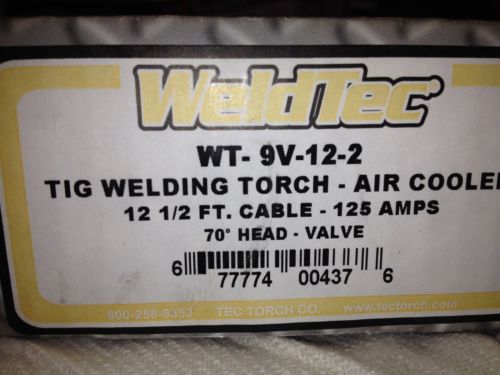 WeldTec
WT- 9V-12-2
TIG WELDING TORCH - AIR COOLE
12 1/2 FT. CABLE - 125 AMPS
70° HEAD - VALVE
6 77774 00437 6
800-258-9353 TEC TORCH CO. www.tectorch.com